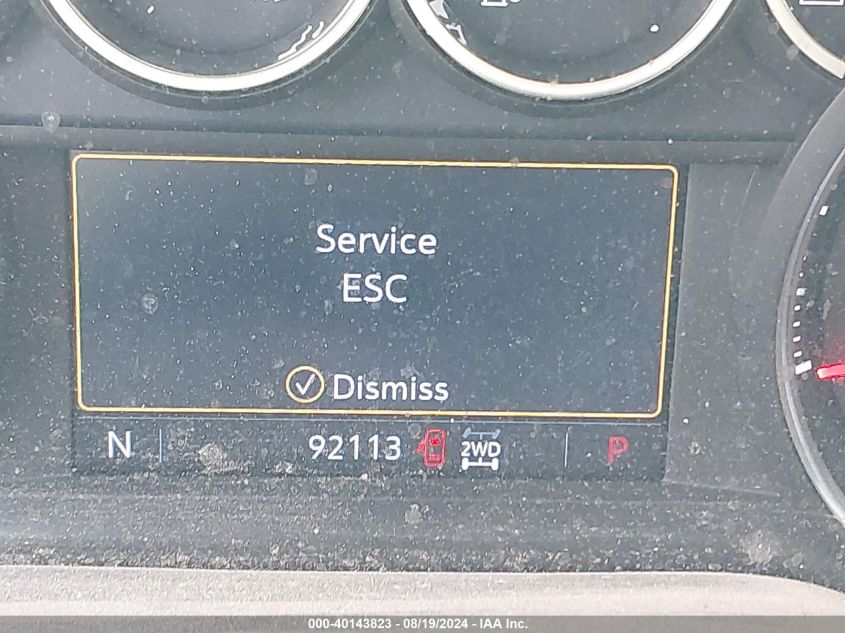 Service
ESC
Dismiss
N 92113 2WD P
000-40143823 - 08/19/2024 - IAA Inc.